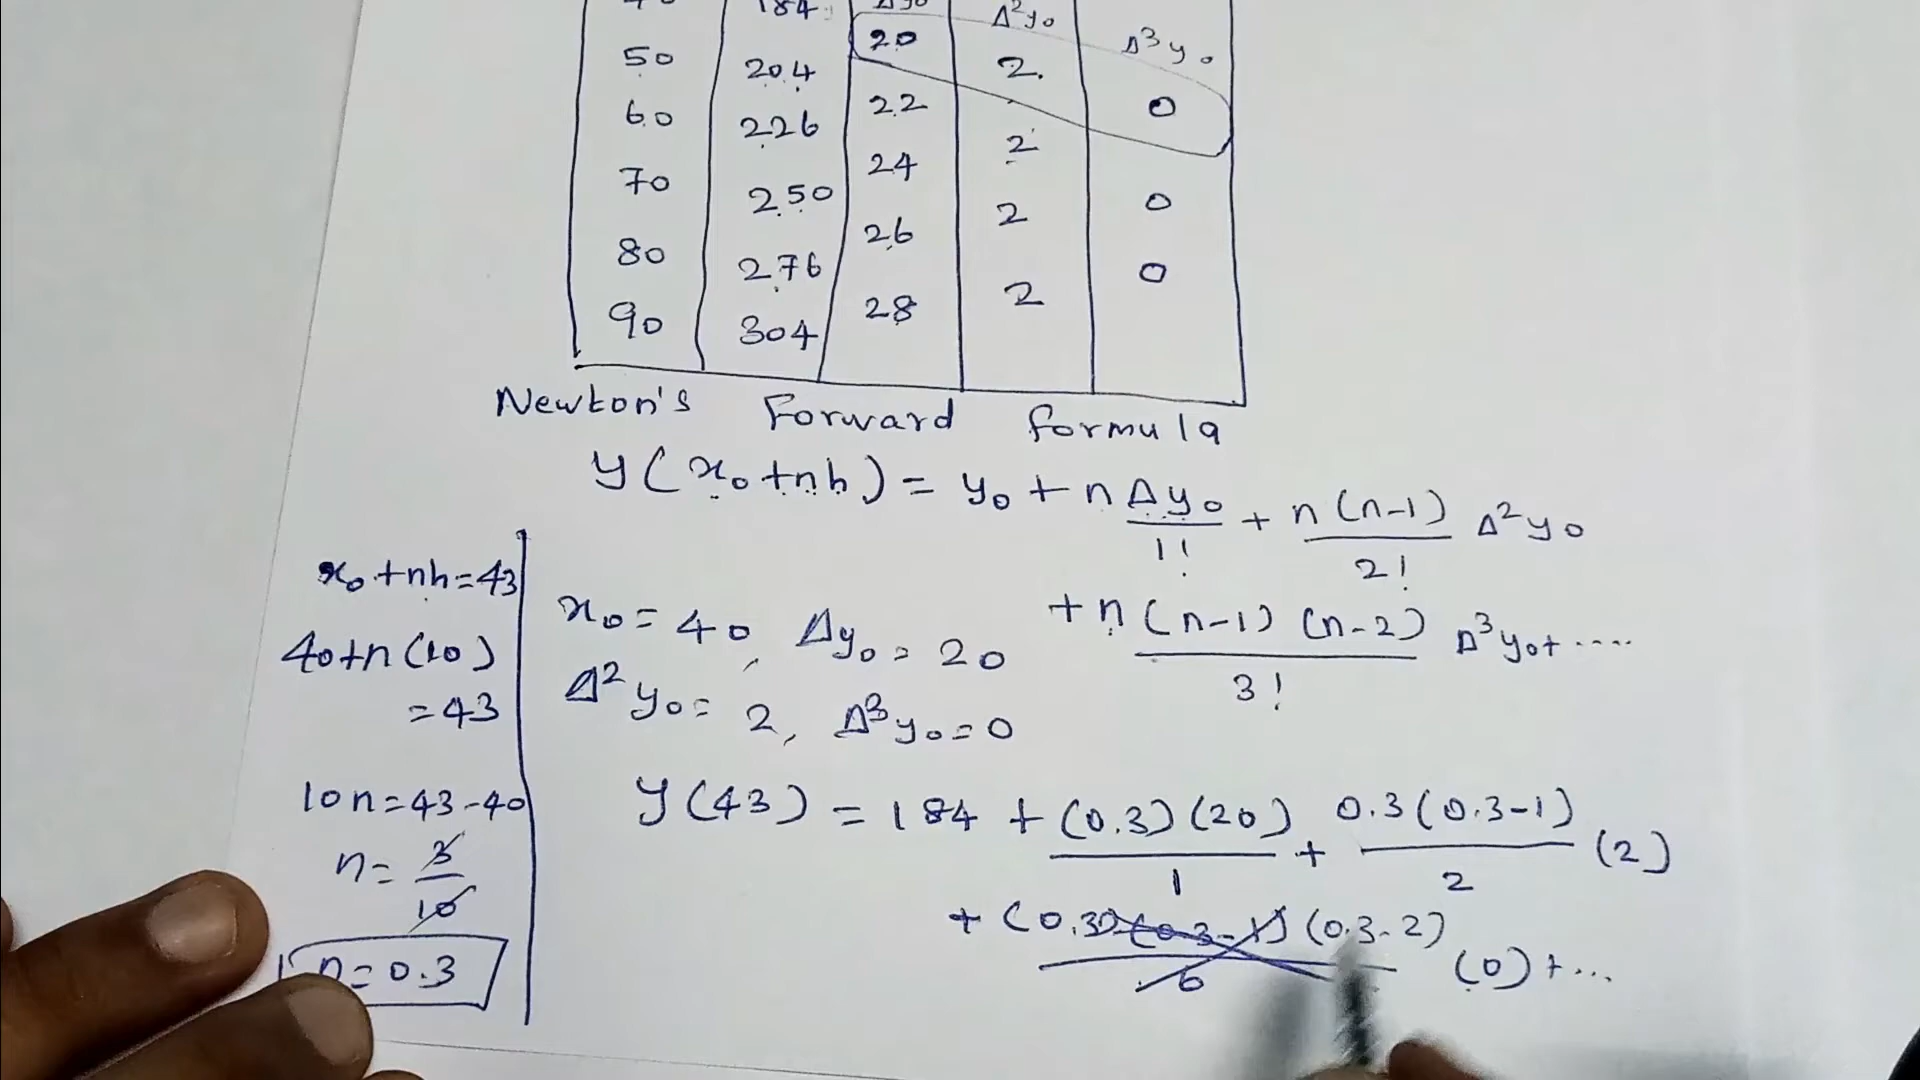 184 Δy₀ Δ²y₀
20 Δ³y₀
50 204 2
22 0
60 226 2
24
70 250 2 0
26
80 276 2 0
28
90 304
Newton's Forward formula
y(x₀+nh) = y₀ + nΔy₀/1! + n(n-1)/2! Δ²y₀
+ n(n-1)(n-2)/3! Δ³y₀+....
x₀+nh=43
40+n(10)
=43
10n=43-40
n=3/10
n=0.3
x₀=40, Δy₀=20
Δ²y₀=2, Δ³y₀=0
y(43) = 184 + (0.3)(20)/1 + 0.3(0.3-1)/2 (2)
+ (0.3)(0.3-1)(0.3-2)/6 (0)+...